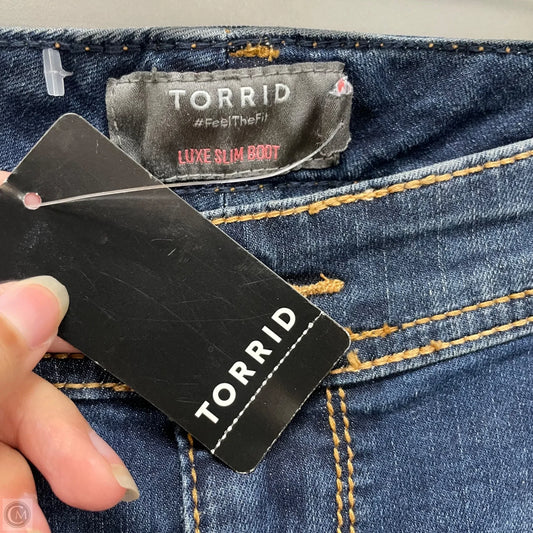 TORRID
#FeelTheFit
LUXE SLIM BOOT
TORRID
M